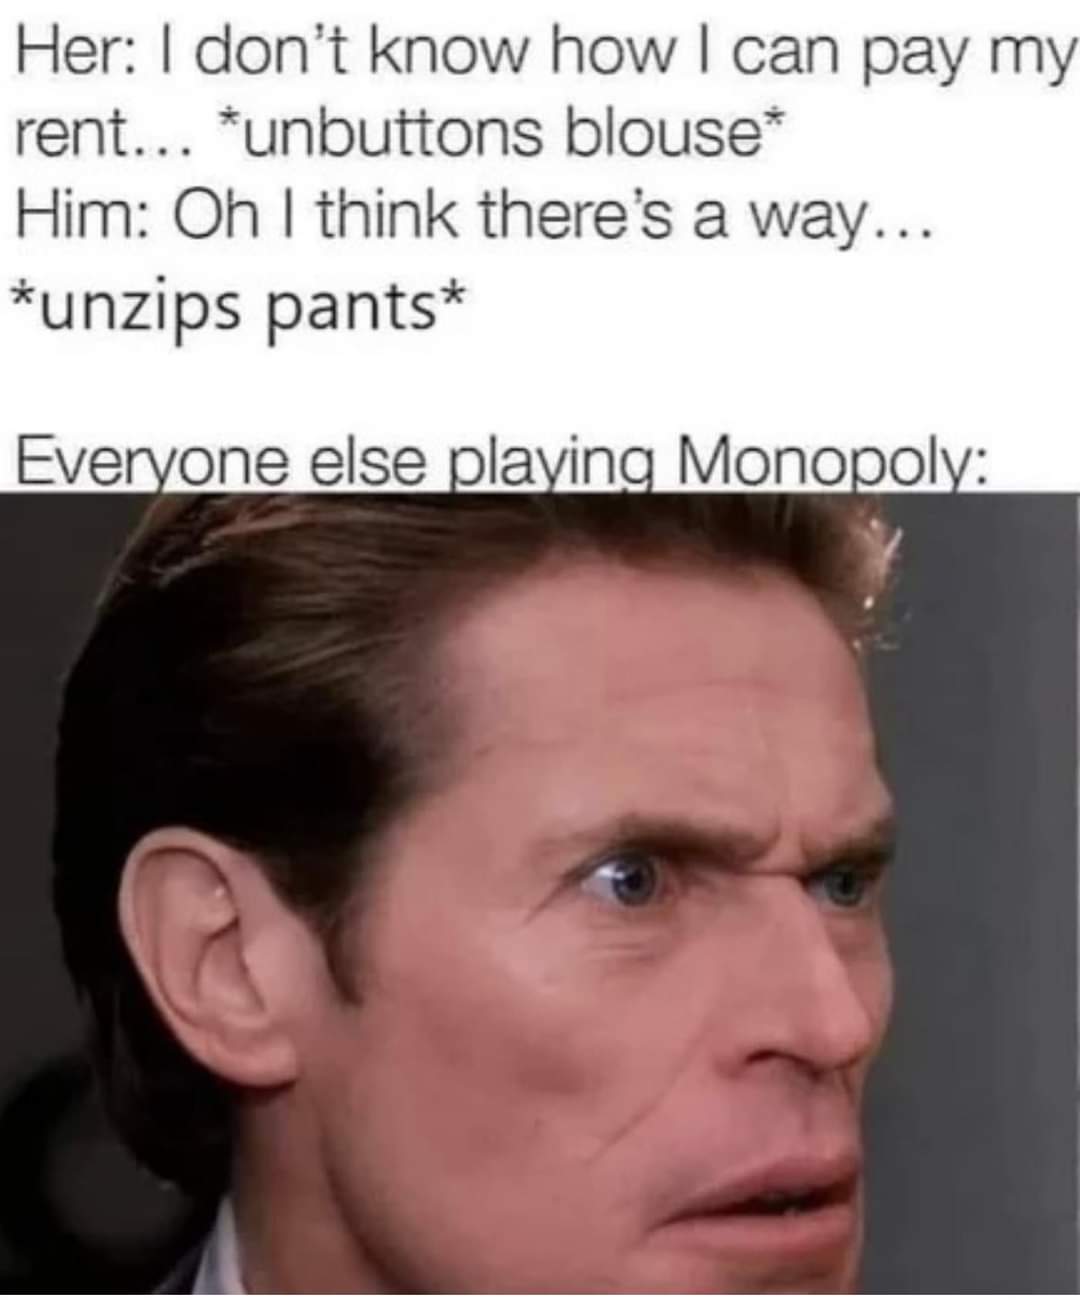 Her: I don't know how I can pay my
rent... *unbuttons blouse*
Him: Oh I think there's a way...
*unzips pants*
Everyone else playing Monopoly: